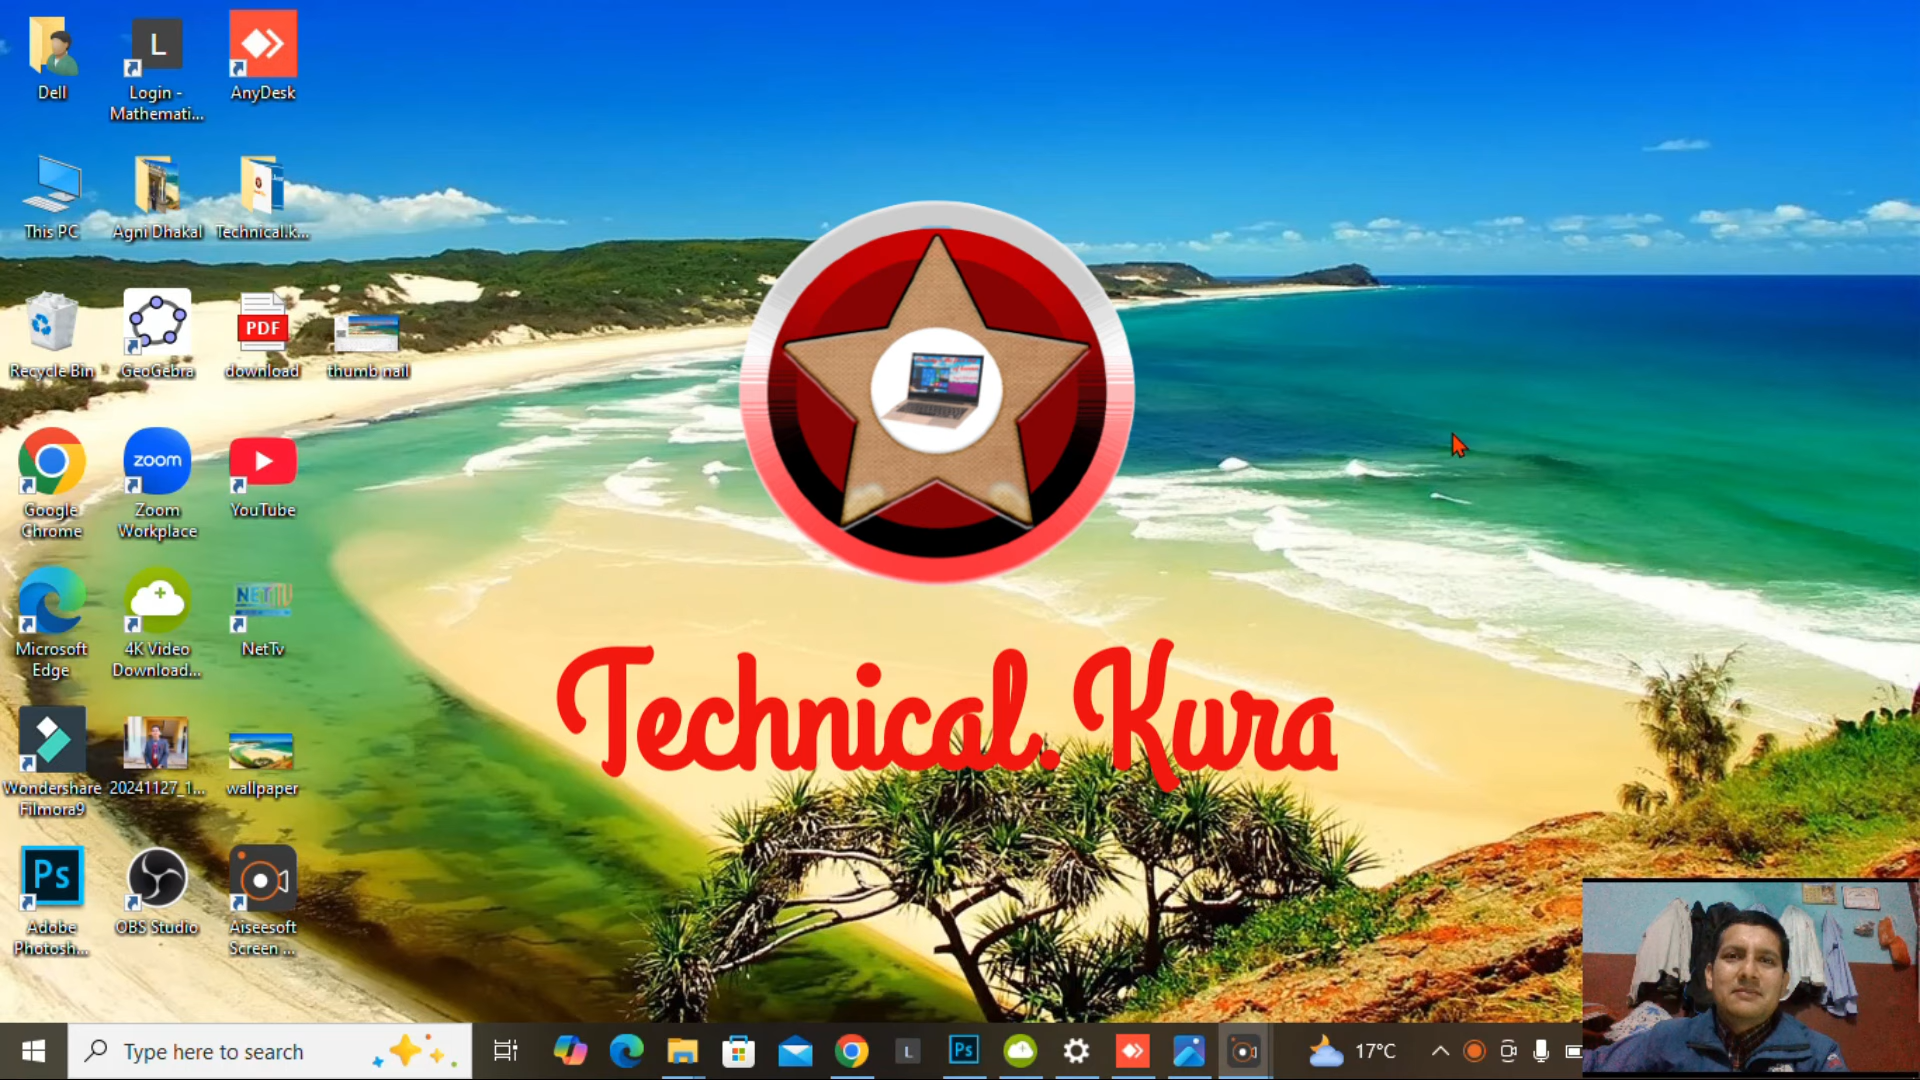 Dell
L
Login -
Mathemati...
AnyDesk
This PC
Agni Dhakal
Technical.k...
Recycle Bin
GeoGebra
PDF
download
thumb nail
Google
Chrome
zoom
Zoom
Workplace
YouTube
Microsoft
Edge
4K Video
Download...
NETTV
NetTv
Wondershare
Filmora9
20241127_1...
wallpaper
Ps
Adobe
Photosh...
OBS Studio
Aiseesoft
Screen ...
Technical. Kura
Type here to search
L
Ps
17°C